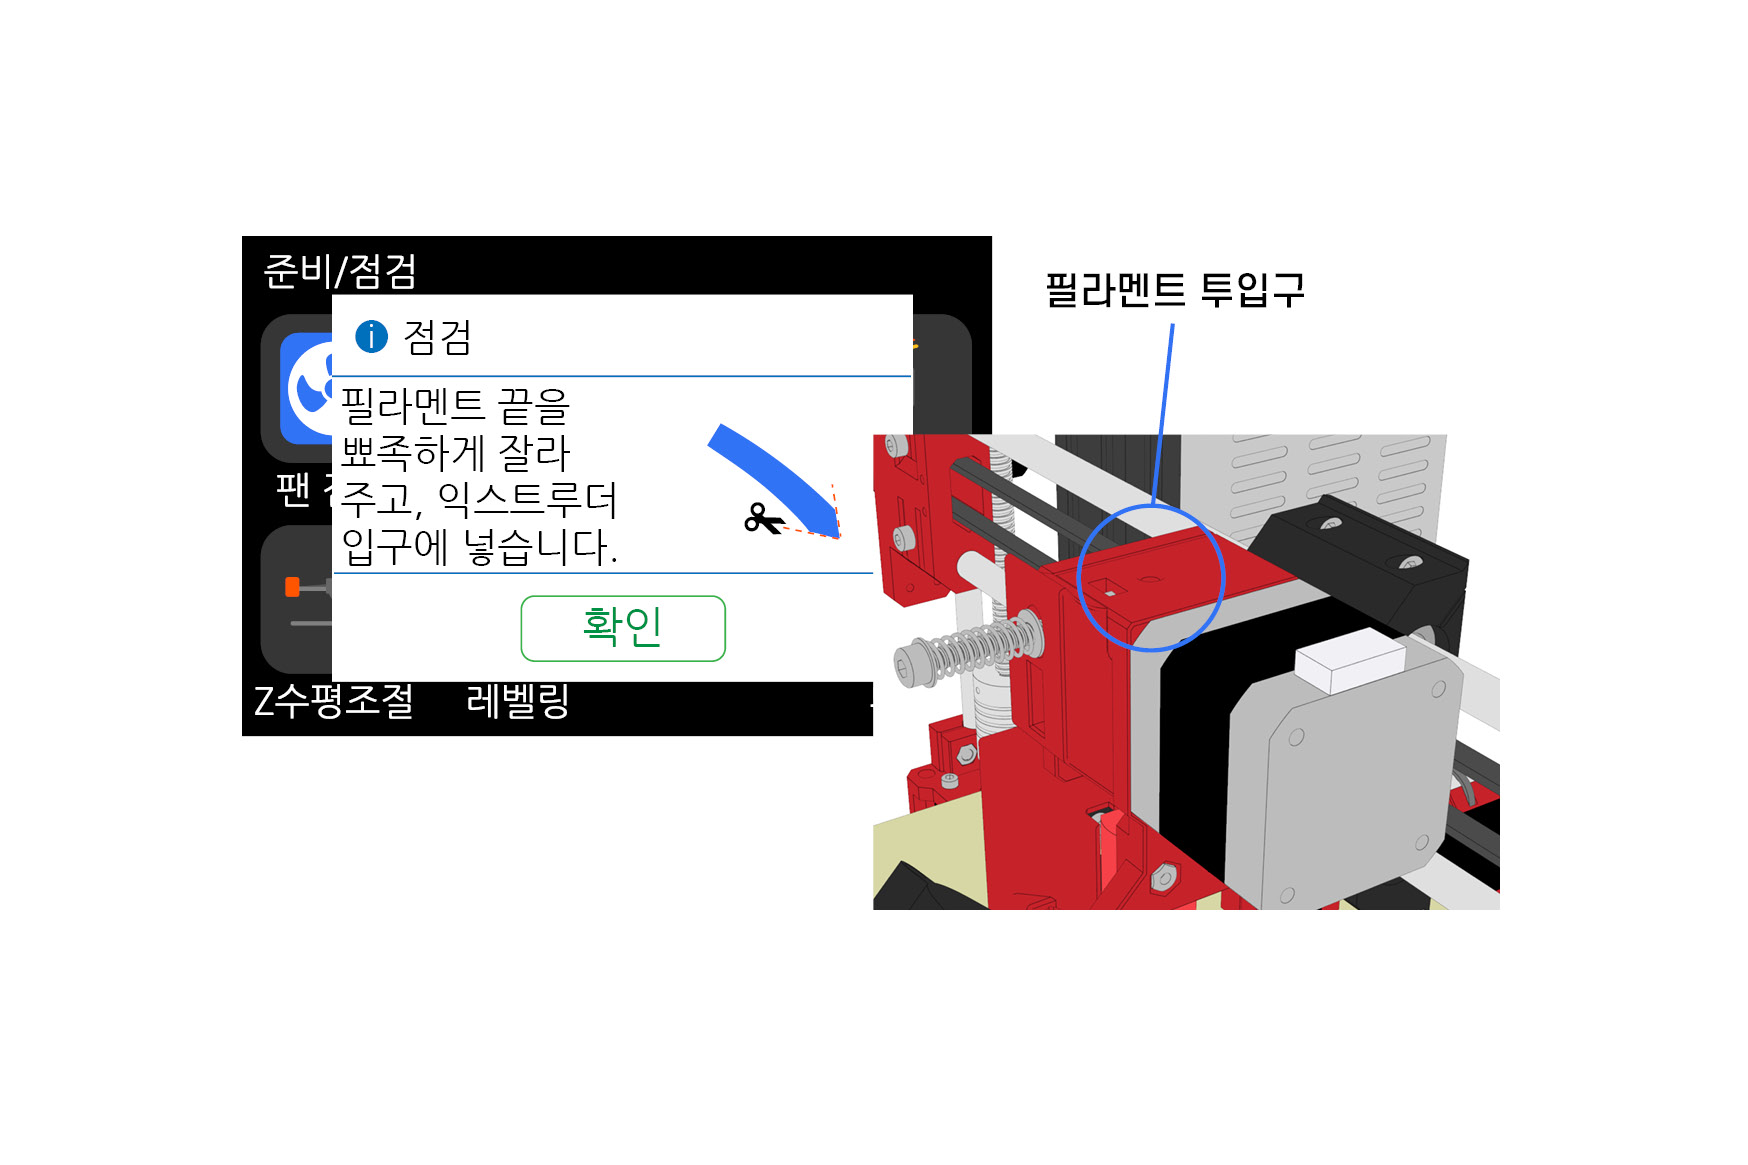 준비/점검
필라멘트 투입구
i 점검
필라멘트 끝을
뾰족하게 잘라
주고, 익스트루더
입구에 넣습니다.
확인
팬
Z수평조절 레벨링